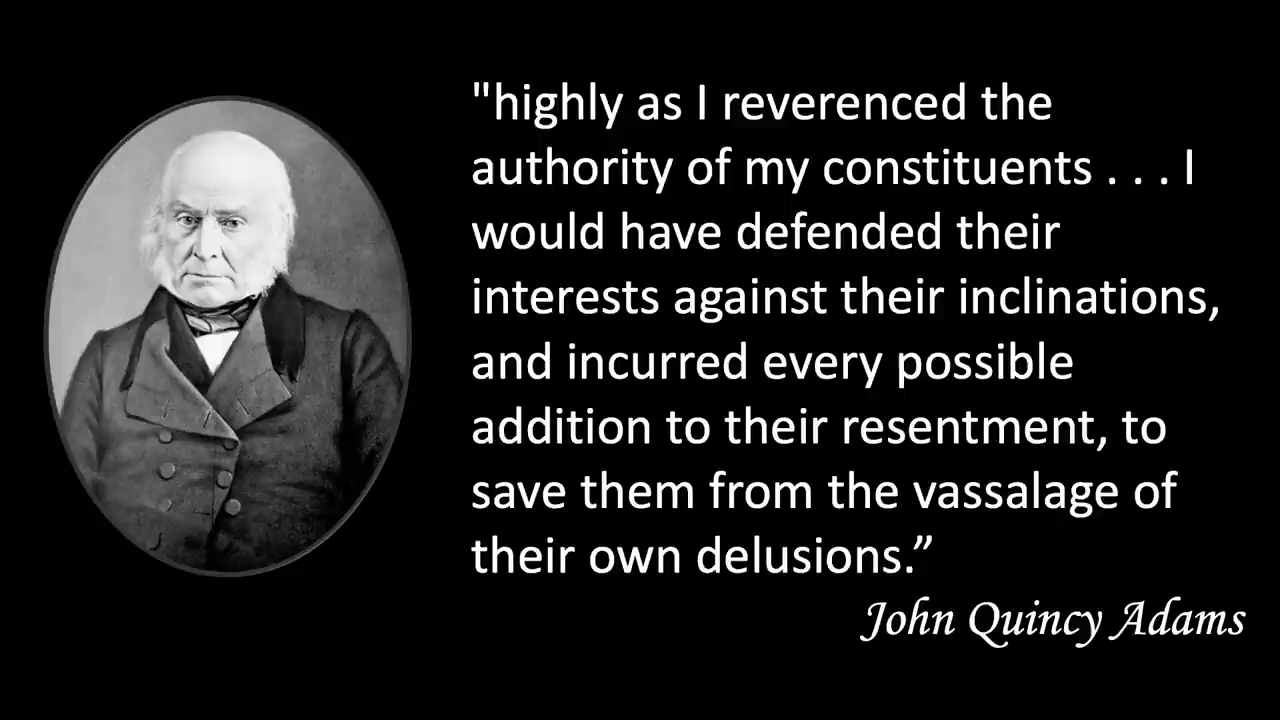 "highly as I reverenced the
authority of my constituents . . . I
would have defended their
interests against their inclinations,
and incurred every possible
addition to their resentment, to
save them from the vassalage of
their own delusions.”
John Quincy Adams